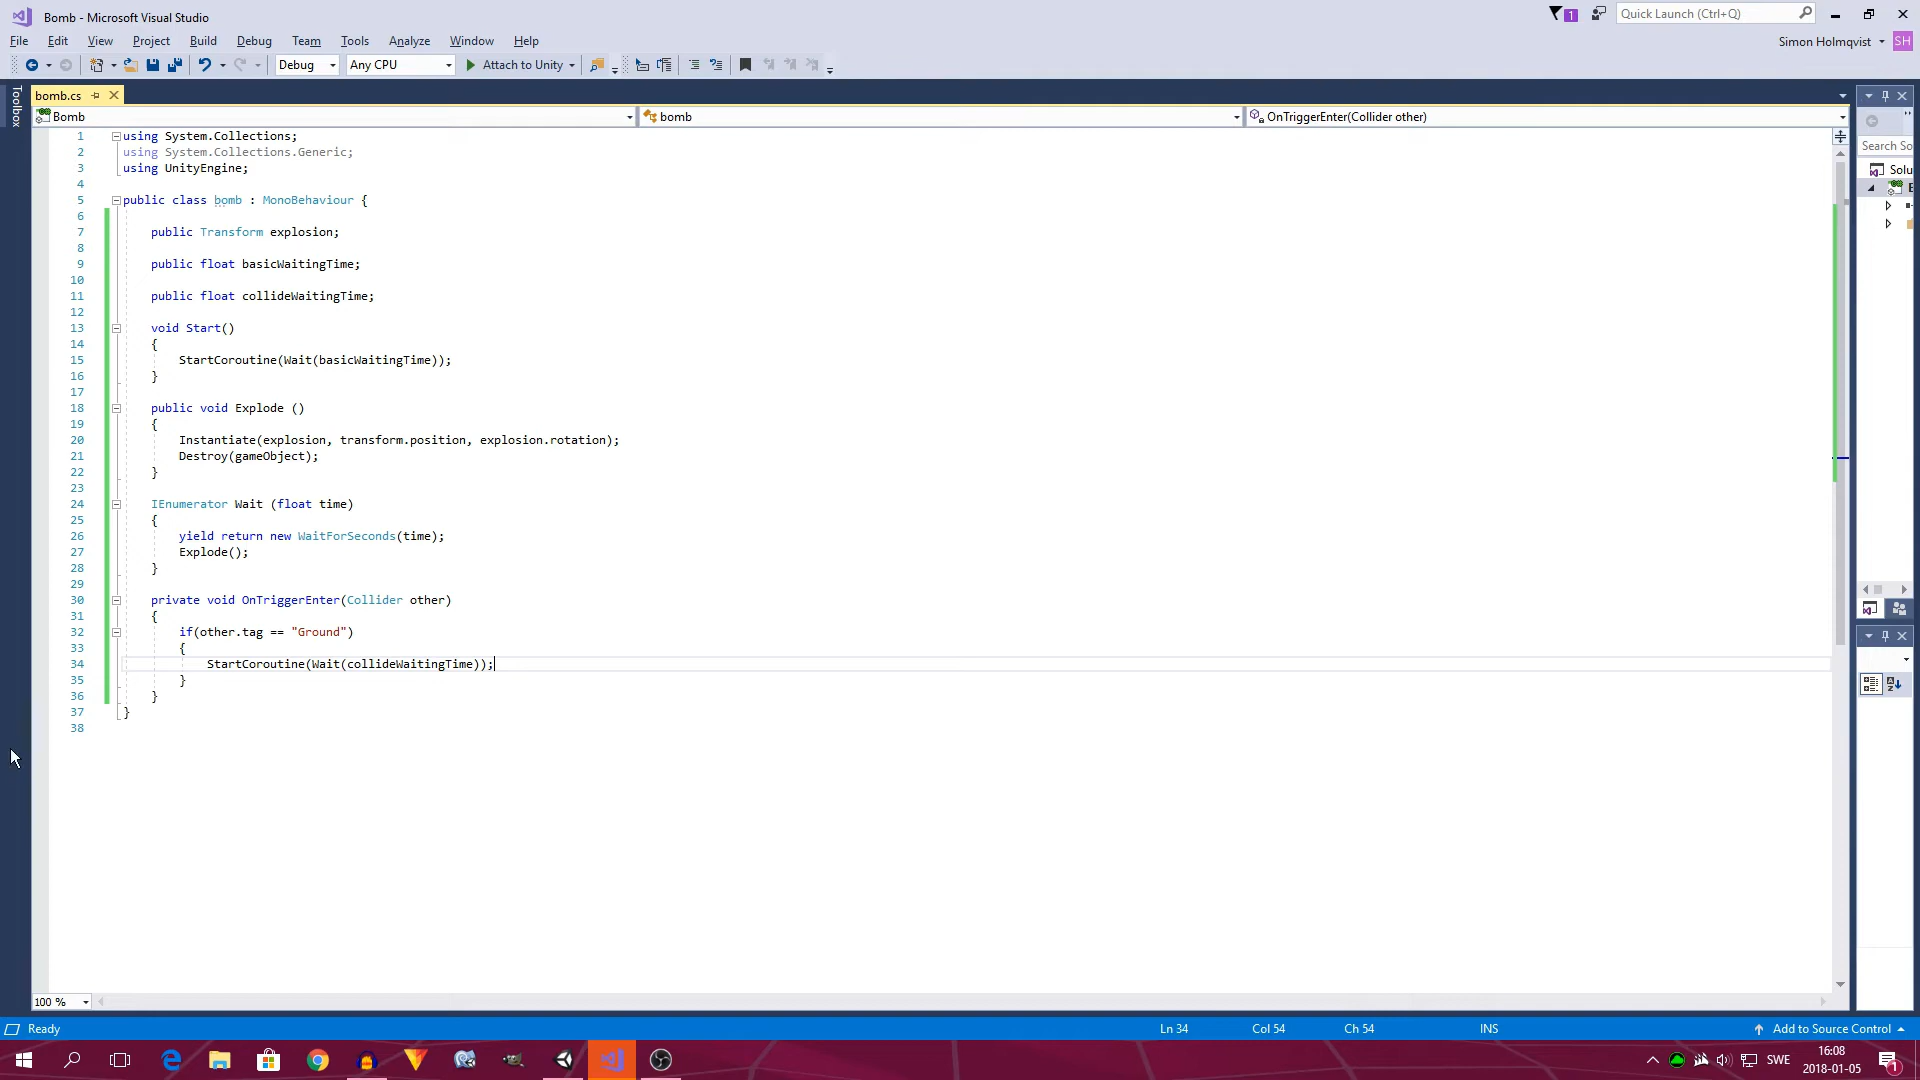 Bomb - Microsoft Visual Studio
1
Quick Launch (Ctrl+Q)
File Edit View Project Build Debug Team Tools Analyze Window Help
Simon Holmqvist
SH
Debug
Any CPU
Attach to Unity
Toolbox
bomb.cs
Bomb
bomb
OnTriggerEnter(Collider other)
1 using System.Collections;
2 using System.Collections.Generic;
3 using UnityEngine;
4
5 public class bomb : MonoBehaviour {
6
7 public Transform explosion;
8
9 public float basicWaitingTime;
10
11 public float collideWaitingTime;
12
13 void Start()
14 {
15 StartCoroutine(Wait(basicWaitingTime));
16 }
17
18 public void Explode ()
19 {
20 Instantiate(explosion, transform.position, explosion.rotation);
21 Destroy(gameObject);
22 }
23
24 IEnumerator Wait (float time)
25 {
26 yield return new WaitForSeconds(time);
27 Explode();
28 }
29
30 private void OnTriggerEnter(Collider other)
31 {
32 if(other.tag == "Ground")
33 {
34 StartCoroutine(Wait(collideWaitingTime));
35 }
36 }
37 }
38
Search So
Solu
100 %
Ready
Ln 34
Col 54
Ch 54
INS
Add to Source Control
SWE
16:08
2018-01-05
1